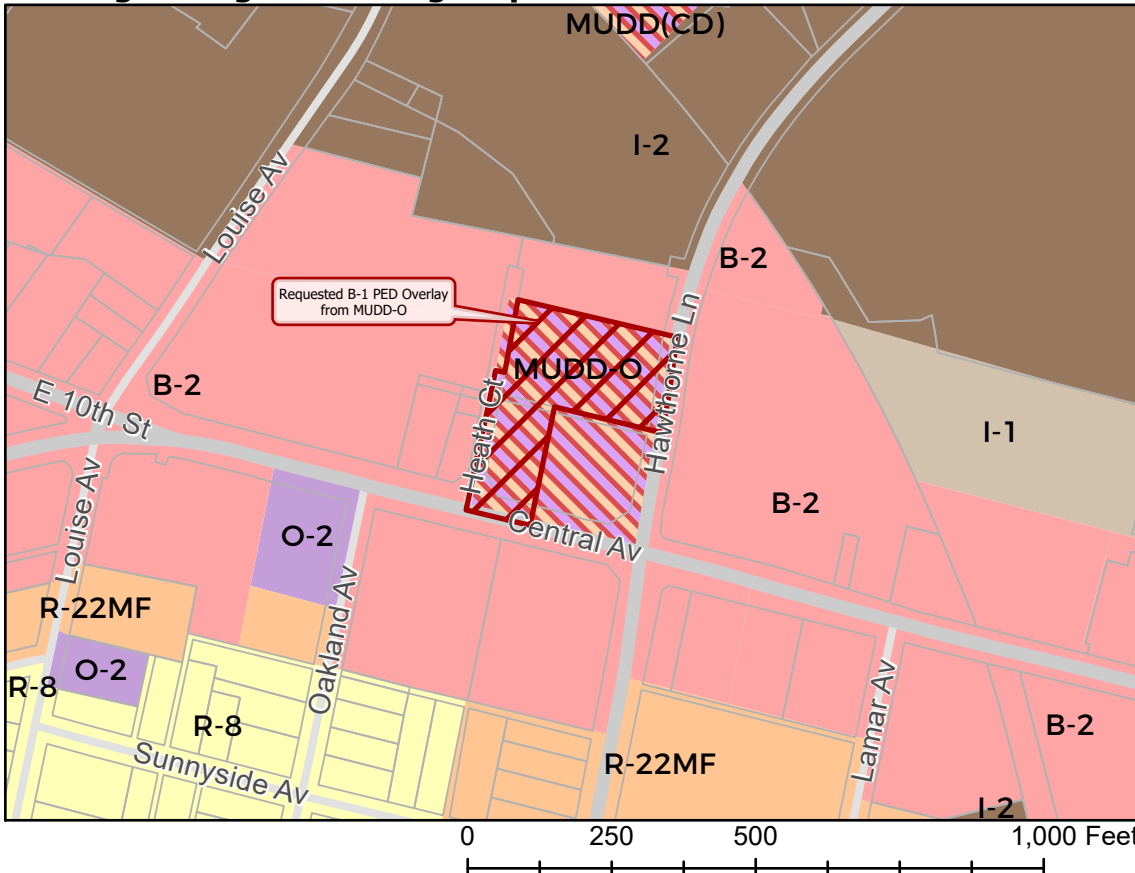 MUDD(CD)
I-2
Louise Av
B-2
Requested B-1 PED Overlay
from MUDD-O
MUDD-O
Hawthorne Ln
B-2
E 10th St
Heath Ct
I-1
B-2
O-2
Central Av
Louise Av
R-22MF
Oakland Av
O-2
R-8
R-8
Lamar Av
B-2
Sunnyside Av
R-22MF
I-2
0 250 500 1,000 Feet